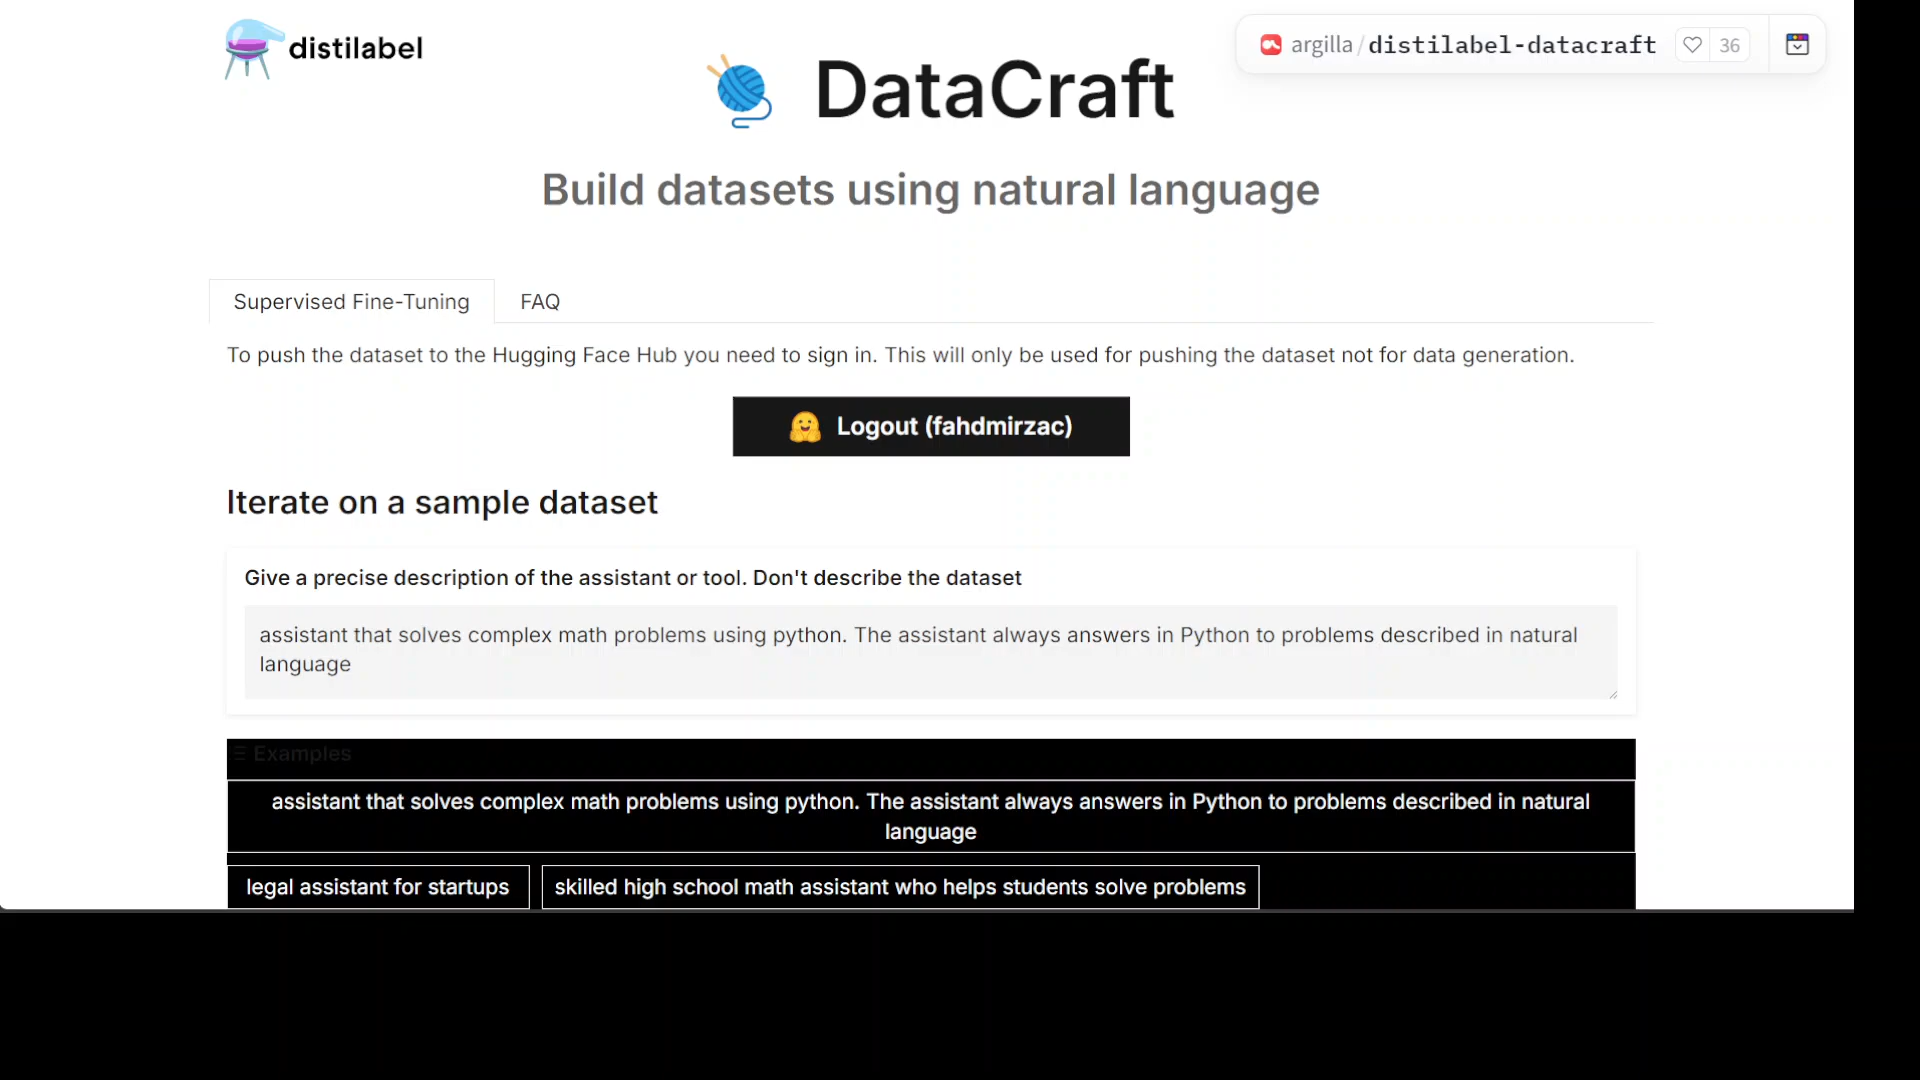 distilabel
argilla/distilabel-datacraft
36
DataCraft
Build datasets using natural language
Supervised Fine-Tuning
FAQ
To push the dataset to the Hugging Face Hub you need to sign in. This will only be used for pushing the dataset not for data generation.
Logout (fahdmirzac)
Iterate on a sample dataset
Give a precise description of the assistant or tool. Don't describe the dataset
assistant that solves complex math problems using python. The assistant always answers in Python to problems described in natural
language
Examples
assistant that solves complex math problems using python. The assistant always answers in Python to problems described in natural
language
legal assistant for startups
skilled high school math assistant who helps students solve problems